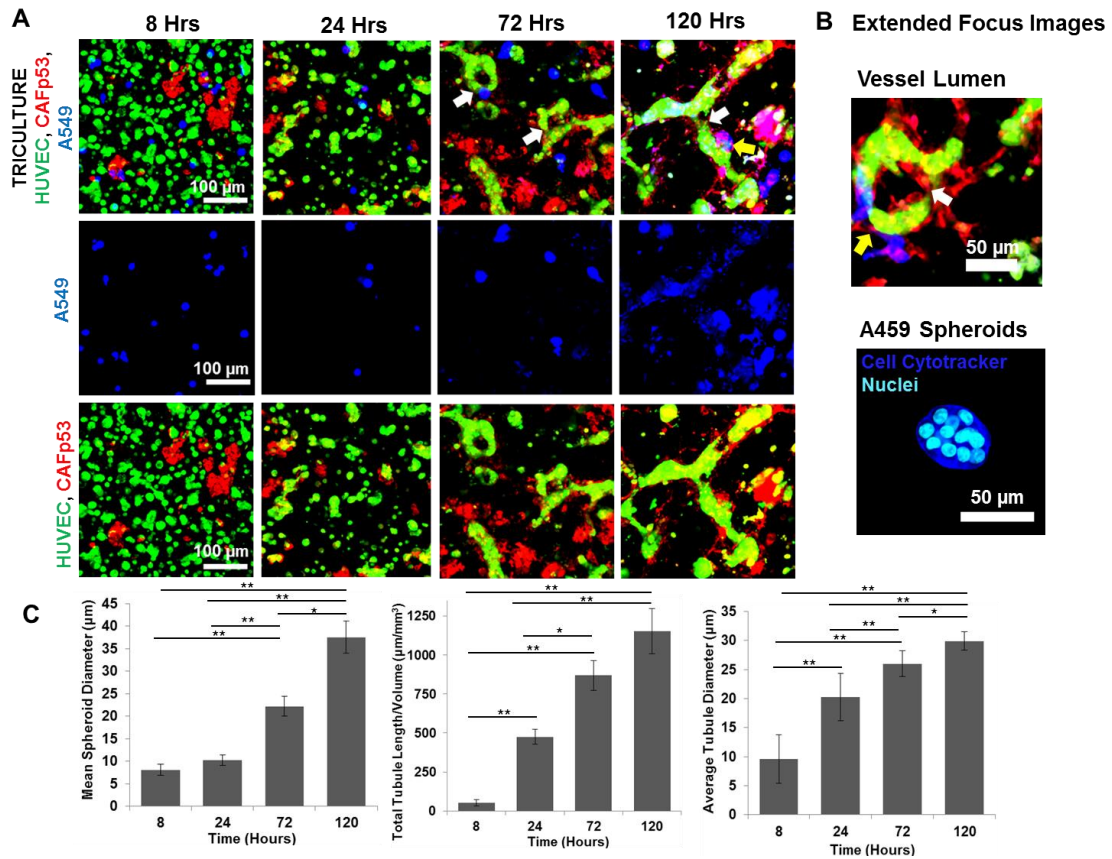 A
8 Hrs
24 Hrs
72 Hrs
120 Hrs
B Extended Focus Images
TRICULTURE
HUVEC, CAFp53,
A549
100 µm
Vessel Lumen
50 µm
A549
100 µm
A459 Spheroids
Cell Cytotracker
Nuclei
50 µm
HUVEC, CAFp53
100 µm
C
Mean Spheroid Diameter (µm)
45
40
35
30
25
20
15
10
5
0
**
**
*
**
**
8 24 72 120
Time (Hours)
Total Tubule Length/Volume (µm/mm³)
1250
1000
750
500
250
0
**
**
*
**
**
8 24 72 120
Time (Hours)
Average Tubule Diameter (µm)
35
30
25
20
15
10
5
0
**
**
*
**
**
**
8 24 72 120
Time (Hours)